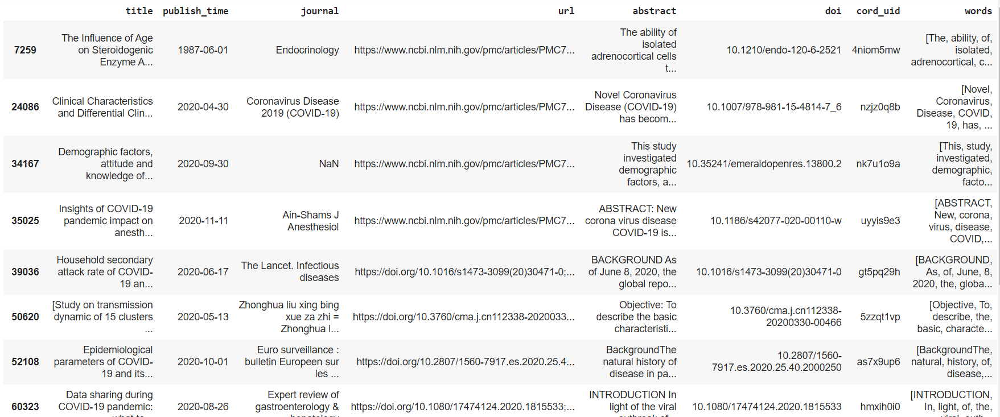 title publish_time journal url abstract doi cord_uid words
7259
The Influence of Age
on Steroidogenic
Enzyme A...
1987-06-01
Endocrinology
https://www.ncbi.nlm.nih.gov/pmc/articles/PMC7...
The ability of
isolated
adrenocortical cells
t...
10.1210/endo-120-6-2521
4niom5mw
[The, ability, of,
isolated,
adrenocortical, c...
24086
Clinical Characteristics
and Differential Clin...
2020-04-30
Coronavirus Disease
2019 (COVID-19)
https://www.ncbi.nlm.nih.gov/pmc/articles/PMC7...
Novel Coronavirus
Disease (COVID-19)
has becom...
10.1007/978-981-15-4814-7_6
nzjz0q8b
[Novel,
Coronavirus,
Disease, COVID,
19, has, ...
34167
Demographic factors,
attitude and
knowledge of...
2020-09-30
NaN
https://www.ncbi.nlm.nih.gov/pmc/articles/PMC7...
This study
investigated
demographic
factors, a...
10.35241/emeraldopenres.13800.2
nk7u1o9a
[This, study,
investigated,
demographic,
facto...
35025
Insights of COVID-19
pandemic impact on
anesth...
2020-11-11
Ain-Shams J
Anesthesiol
https://www.ncbi.nlm.nih.gov/pmc/articles/PMC7...
ABSTRACT: New
corona virus disease
COVID-19 is...
10.1186/s42077-020-00110-w
uyyis9e3
[ABSTRACT,
New, corona,
virus, disease,
COVID,...
39036
Household secondary
attack rate of COVID-
19 an...
2020-06-17
The Lancet. Infectious
diseases
https://doi.org/10.1016/s1473-3099(20)30471-0;...
BACKGROUND As
of June 8, 2020, the
global repo...
10.1016/s1473-3099(20)30471-0
gt5pq29h
[BACKGROUND,
As, of, June, 8,
2020, the, globa...
50620
[Study on transmission
dynamic of 15 clusters
...
2020-05-13
Zhonghua liu xing bing
xue za zhi =
Zhonghua l...
https://doi.org/10.3760/cma.j.cn112338-2020033...
Objective: To
describe the basic
characteristi...
10.3760/cma.j.cn112338-
20200330-00466
5zzqt1vp
[Objective, To,
describe, the,
basic, characte...
52108
Epidemiological
parameters of COVID-
19 and its...
2020-10-01
Euro surveillance :
bulletin Europeen sur
les ...
https://doi.org/10.2807/1560-7917.es.2020.25.4...
BackgroundThe
natural history of
disease in pa...
10.2807/1560-
7917.es.2020.25.40.2000250
as7x9up6
[BackgroundThe,
natural, history, of,
disease,...
60323
Data sharing during
COVID-19 pandemic:
what to...
2020-08-26
Expert review of
gastroenterology &
hepatology
https://doi.org/10.1080/17474124.2020.1815533;...
INTRODUCTION In
light of the viral
outbreak of...
10.1080/17474124.2020.1815533
hmxih0i0
[INTRODUCTION,
In, light, of, the,
viral, outb...